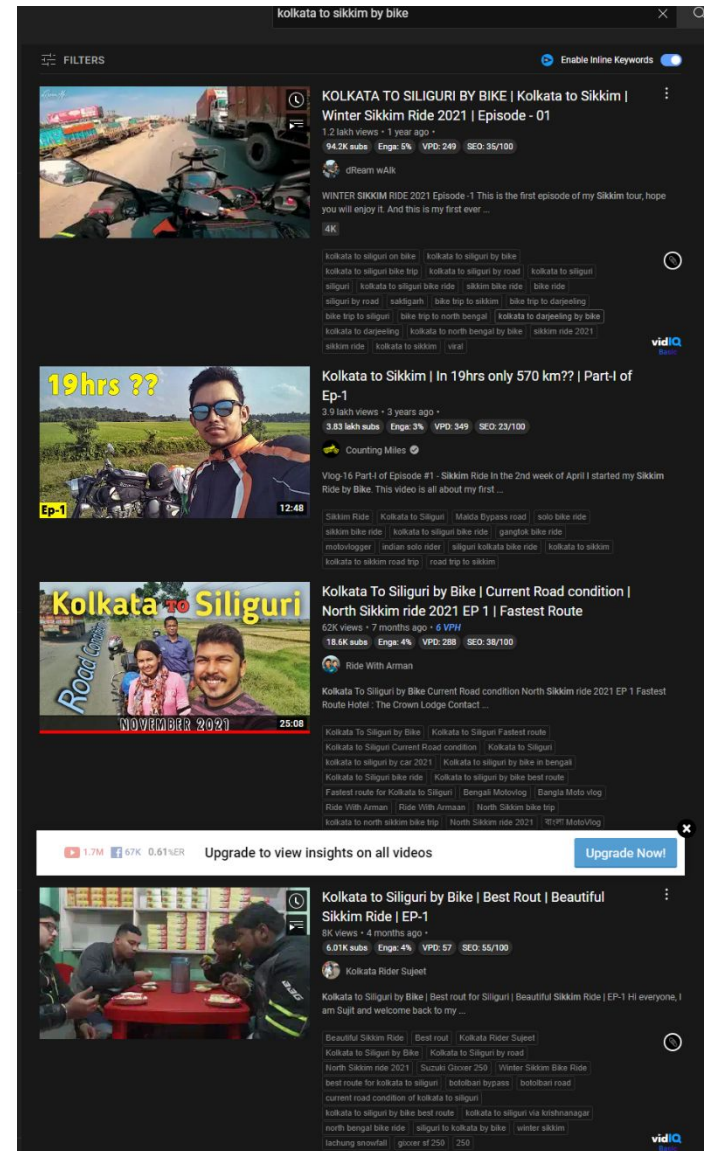 kolkata to sikkim by bike
FILTERS
Enable Inline Keywords
KOLKATA TO SILIGURI BY BIKE | Kolkata to Sikkim |
Winter Sikkim Ride 2021 | Episode - 01
1.2 lakh views • 1 year ago •
94.2K subs Enga: 5% VPD: 249 SEO: 35/100
dReam wAlk
WINTER SIKKIM RIDE 2021 Episode -1 This is the first episode of my Sikkim tour, hope
you will enjoy it. And this is my first ever ...
4K
kolkata to siliguri on bike kolkata to siliguri by bike
kolkata to siliguri bike trip kolkata to siliguri by road kolkata to siliguri
siliguri kolkata to siliguri bike ride sikkim bike ride bike ride
siliguri by road saktigarh bike trip to sikkim bike trip to darjeeling
bike trip to siliguri bike trip to north bengal kolkata to darjeeling by bike
kolkata to darjeeling kolkata to north bengal by bike sikkim ride 2021
sikkim ride kolkata to sikkim viral
vidIQ
Basic
19hrs ??
Ep-1
12:48
Kolkata to Sikkim | In 19hrs only 570 km?? | Part-I of
Ep-1
3.9 lakh views • 3 years ago •
3.83 lakh subs Enga: 3% VPD: 349 SEO: 23/100
Counting Miles
Vlog-16 Part-I of Episode #1 - Sikkim Ride In the 2nd week of April I started my Sikkim
Ride by Bike. This video is all about my first ...
Sikkim Ride Kolkata to Siliguri Malda Bypass road solo bike ride
sikkim bike ride kolkata to siliguri bike ride gangtok bike ride
motovlogger indian solo rider siliguri kolkata bike ride kolkata to sikkim
kolkata to sikkim road trip road trip to sikkim
Kolkata TO Siliguri
Road Condition
NOVEMBER 2021
25:08
Kolkata To Siliguri by Bike | Current Road condition |
North Sikkim ride 2021 EP 1 | Fastest Route
62K views • 7 months ago • 6 VPH
18.6K subs Enga: 4% VPD: 288 SEO: 38/100
Ride With Arman
Kolkata To Siliguri by Bike Current Road condition North Sikkim ride 2021 EP 1 Fastest
Route Hotel : The Crown Lodge Contact ...
Kolkata To Siliguri by Bike Kolkata to Siliguri Fastest route
Kolkata to Siliguri Current Road condition Kolkata to Siliguri
kolkata to siliguri by car 2021 Kolkata to siliguri by bike in bengali
Kolkata To Siliguri bike ride Kolkata to siliguri by bike best route
Fastest route for Kolkata to Siliguri Bengali Motovlog Bangla Moto vlog
Ride With Arman Ride With Armaan North Sikkim bike trip
kolkata to north sikkim bike trip North Sikkim ride 2021 বাংলা MotoVlog
1.7M 67K 0.61%ER Upgrade to view insights on all videos Upgrade Now!
Kolkata to Siliguri by Bike | Best Rout | Beautiful
Sikkim Ride | EP-1
8K views • 4 months ago •
6.01K subs Enga: 4% VPD: 57 SEO: 55/100
Kolkata Rider Sujeet
Kolkata to Siliguri by Bike | Best rout for Siliguri | Beautiful Sikkim Ride | EP-1 Hi everyone, I
am Sujit and welcome back to my ...
Beautiful Sikkim Ride Best rout Kolkata Rider Sujeet
Kolkata to Siliguri by Bike Kolkata to Siliguri by road
North Sikkim ride 2021 Suzuki Gixxer 250 Winter Sikkim Bike Ride
best route for kolkata to siliguri botolbari bypass botolbari road
current road condition of kolkata to siliguri
kolkata to siliguri by bike best route kolkata to siliguri via krishnanagar
north bengal bike ride siliguri to kolkata by bike winter sikkim
lachung snowfall gixxer sf 250 250
vidIQ
Basic